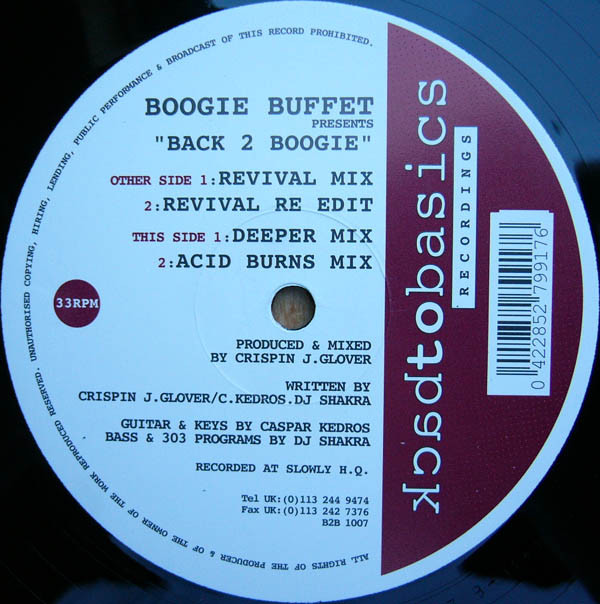 BOOGIE BUFFET
PRESENTS
"BACK 2 BOOGIE"
OTHER SIDE 1:REVIVAL MIX
2:REVIVAL RE EDIT
THIS SIDE 1:DEEPER MIX
2:ACID BURNS MIX
33RPM
PRODUCED & MIXED
BY CRISPIN J.GLOVER
WRITTEN BY
CRISPIN J.GLOVER/C.KEDROS.DJ SHAKRA
GUITAR & KEYS BY CASPAR KEDROS
BASS & 303 PROGRAMS BY DJ SHAKRA
RECORDED AT SLOWLY H.Q.
Tel UK:(0)113 244 9474
Fax UK:(0)113 242 7376
B2B 1007
backtobasics
RECORDINGS
0 422852 799176
ALL RIGHTS OF THE PRODUCER & OF THE OWNER OF THE WORK REPRODUCED RESERVED. UNAUTHORISED COPYING, HIRING, LENDING, PUBLIC PERFORMANCE & BROADCAST OF THIS RECORD PROHIBITED.